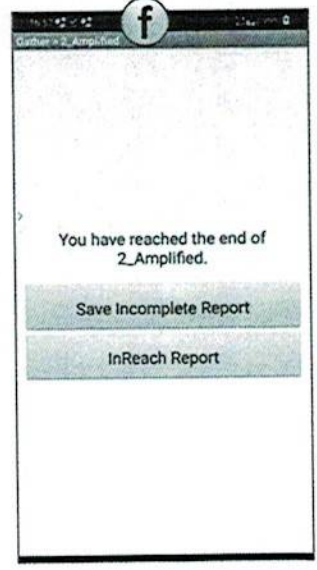 f
Gather > 2_Amplified
You have reached the end of
2_Amplified.
Save Incomplete Report
InReach Report